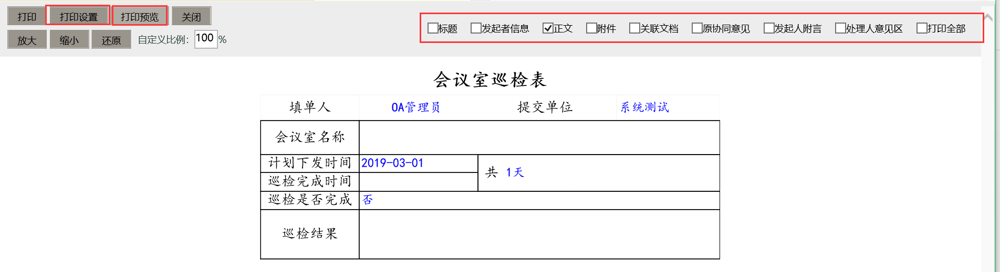 打印 打印设置 打印预览 关闭
放大 缩小 还原 自定义比例: 100 %
标题 发起者信息 正文 附件 关联文档 原协同意见 发起人附言 处理人意见区 打印全部
会议室巡检表
填单人 OA管理员 提交单位 系统测试
会议室名称
计划下发时间 2019-03-01
共 1天
巡检完成时间
巡检是否完成 否
巡检结果